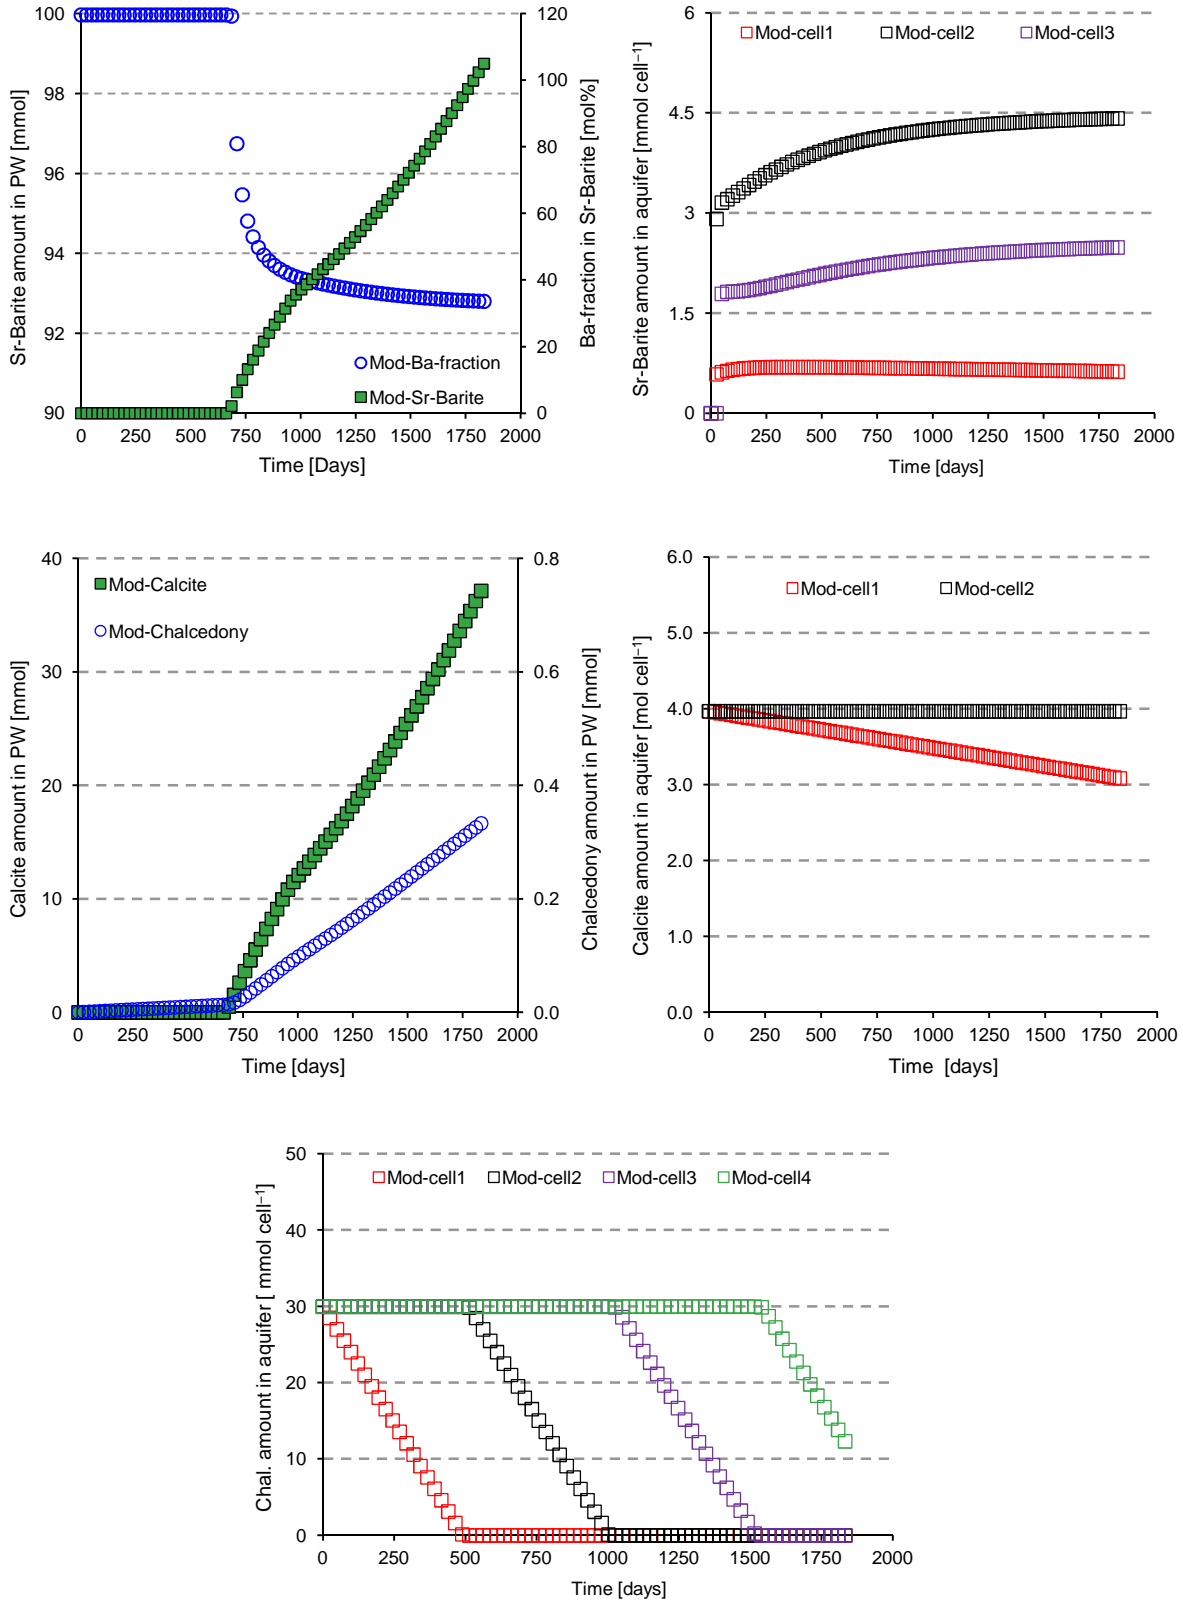 Sr-Barite amount in PW [mmol]
100
98
96
94
92
90
120
100
80
60
40
20
0
Ba-fraction in Sr-Barite [mol%]
Mod-Ba-fraction
Mod-Sr-Barite
0 250 500 750 1000 1250 1500 1750 2000
Time [Days]
Sr-Barite amount in aquifer [mmol cell⁻¹]
6
4.5
3
1.5
0
Mod-cell1 Mod-cell2 Mod-cell3
0 250 500 750 1000 1250 1500 1750 2000
Time [days]
Calcite amount in PW [mmol]
40
30
20
10
0
0.8
0.6
0.4
0.2
0.0
Chalcedony amount in PW [mmol]
Mod-Calcite
Mod-Chalcedony
0 250 500 750 1000 1250 1500 1750 2000
Time [days]
Calcite amount in aquifer [mol cell⁻¹]
6.0
5.0
4.0
3.0
2.0
1.0
0.0
Mod-cell1 Mod-cell2
0 250 500 750 1000 1250 1500 1750 2000
Time [days]
Chal. amount in aquifer [ mmol cell⁻¹]
50
40
30
20
10
0
Mod-cell1 Mod-cell2 Mod-cell3 Mod-cell4
0 250 500 750 1000 1250 1500 1750 2000
Time [days]